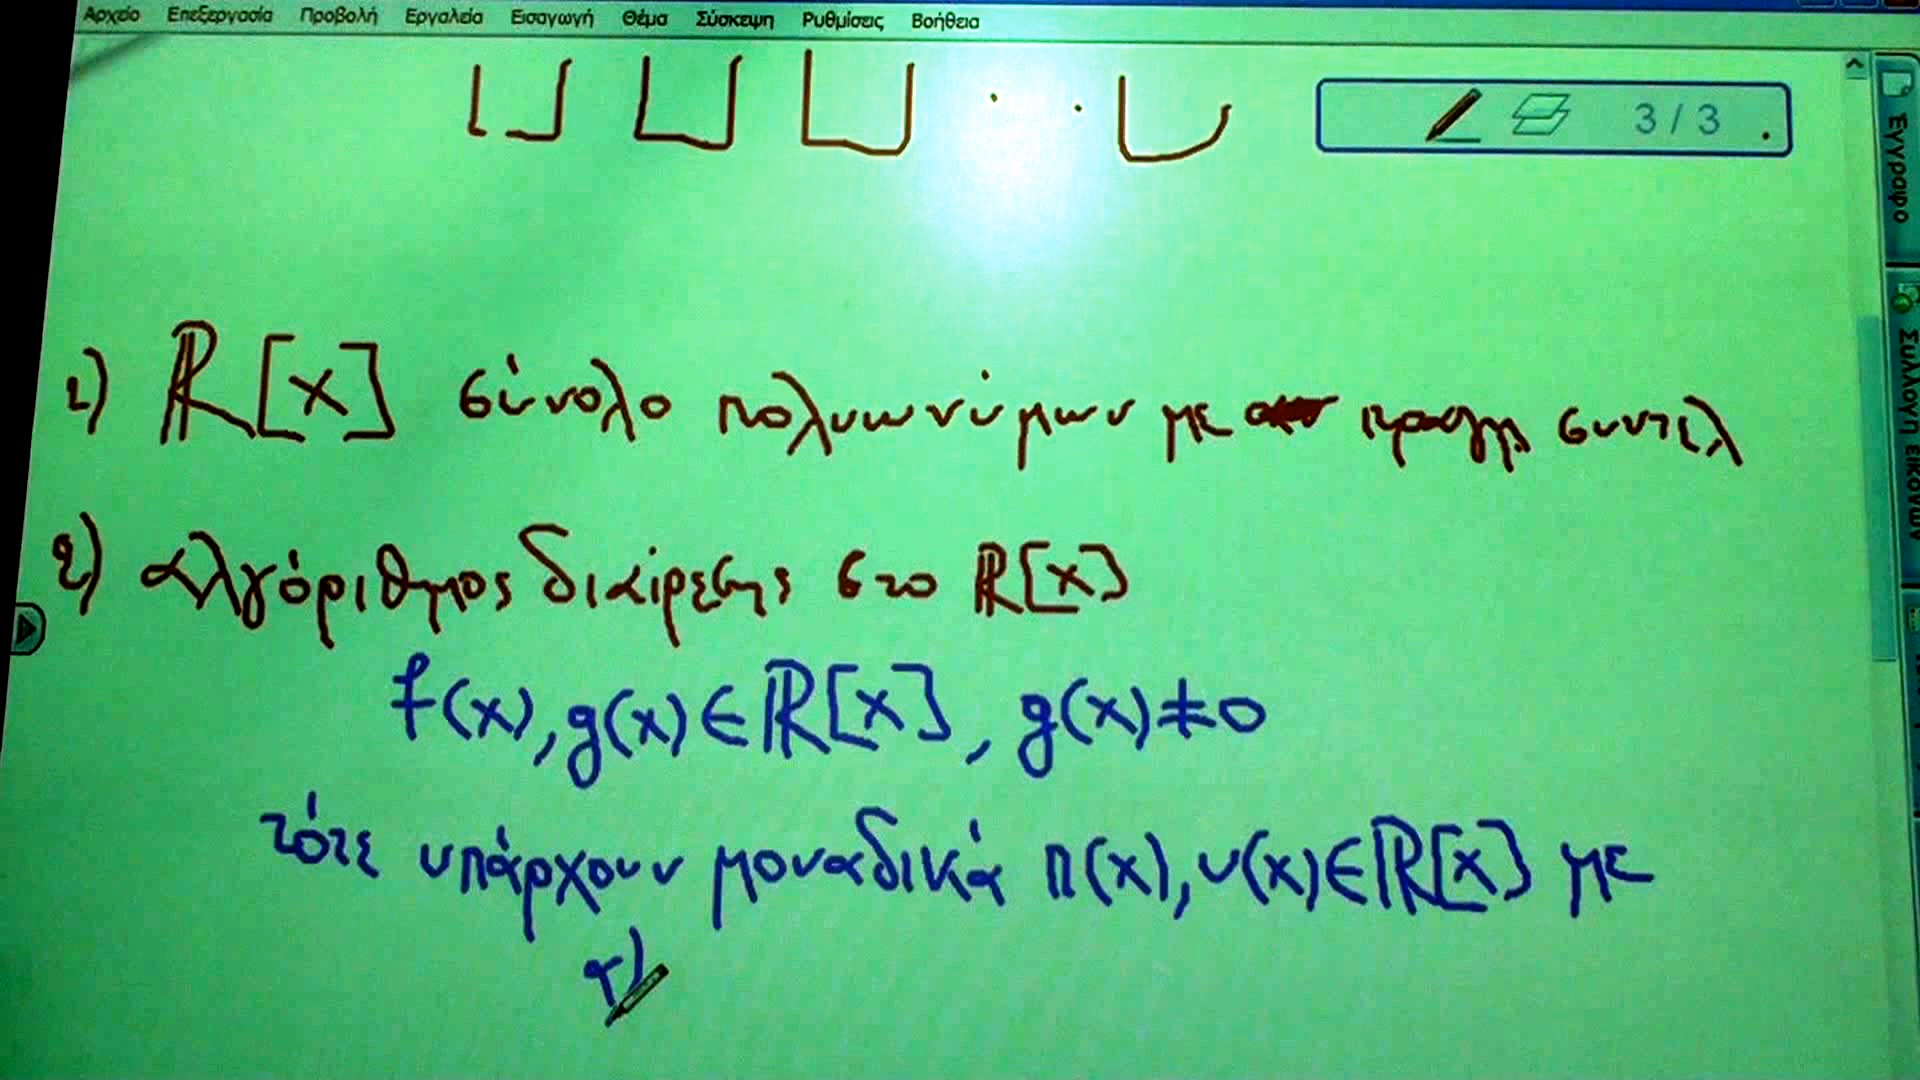 Αρχείο Επεξεργασία Προβολή Εργαλεία Εισαγωγή Θέμα Σύσκεψη Ρυθμίσεις Βοήθεια
3 / 3
Έγγραφο
Συλλογή εικόνων
1) ℝ[x] σύνολο πολυωνύμων με πραγμ συντελ
2) αλγόριθμος διαίρεσης στο ℝ[x]
f(x), g(x) ∈ ℝ[x], g(x) ≠ 0
τότε υπάρχουν μοναδικά π(x), υ(x) ∈ ℝ[x] με